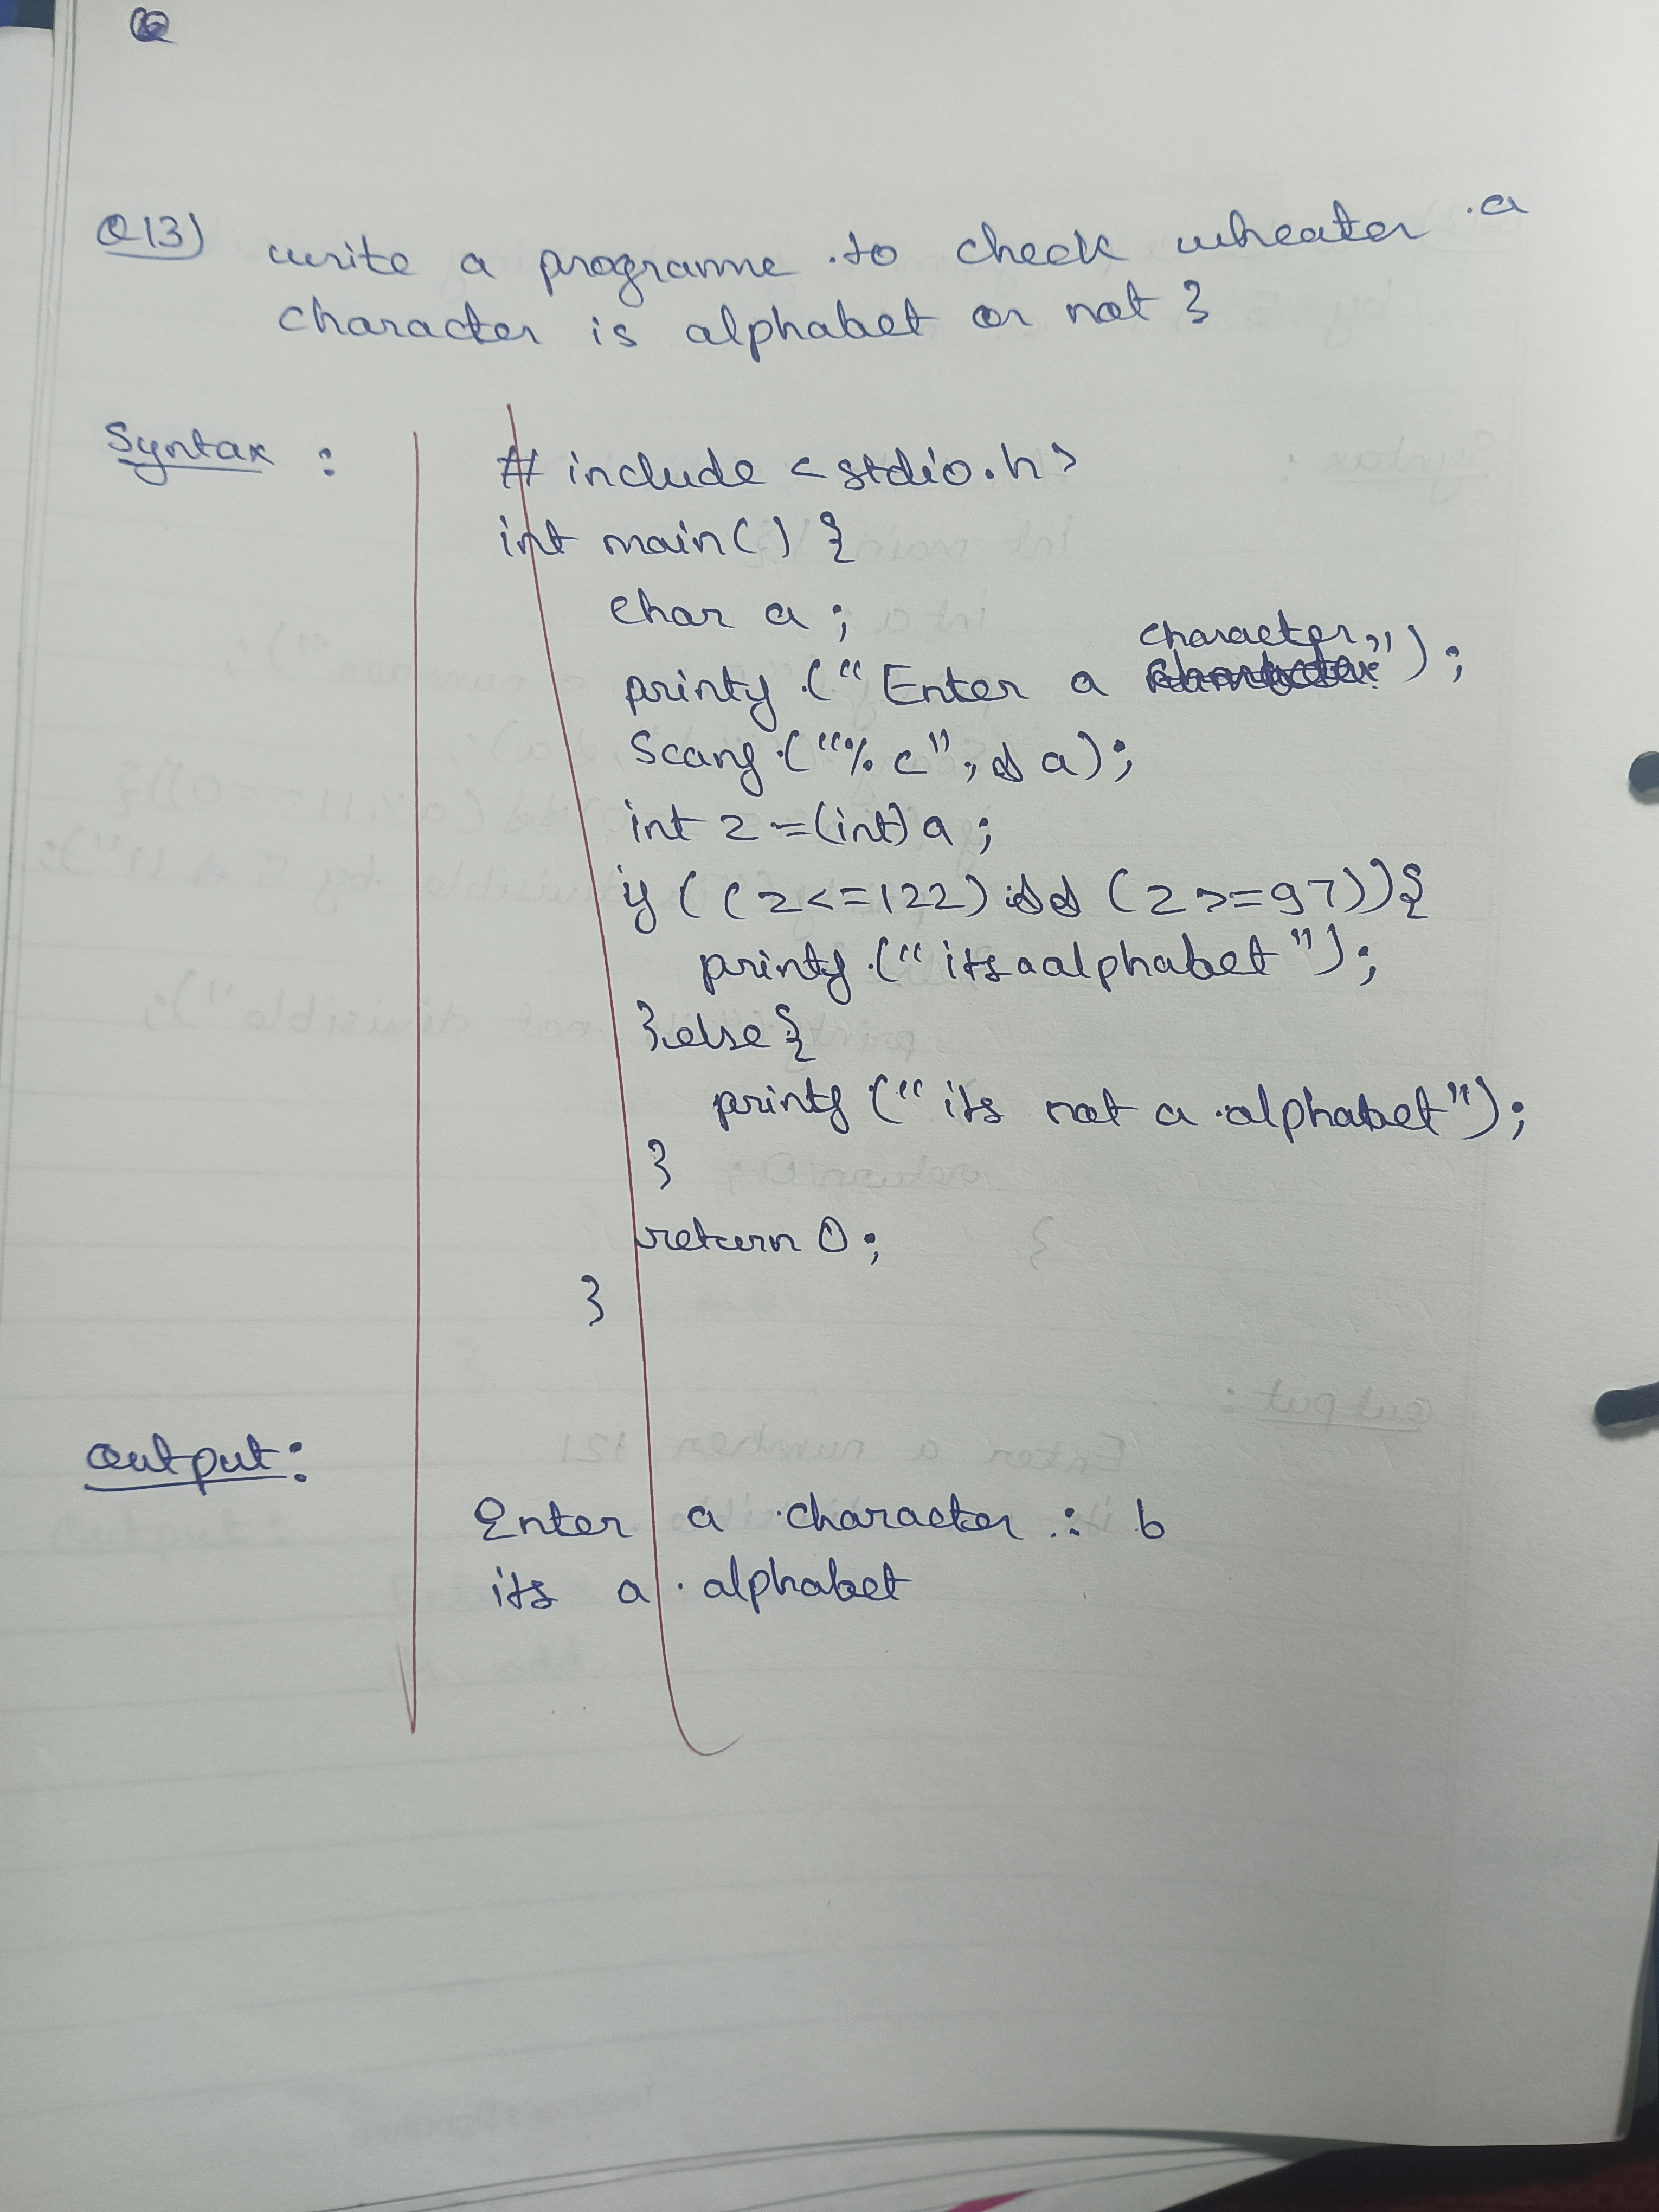 Q13) write a programme to check wheater a
character is alphabet or not ?
Syntax :
# include <stdio.h>
int main() {
char a;
printf ("Enter a character");
Scanf ("%c", & a);
int z = (int) a;
if ((z<=122) && (z>=97)){
printf ("its a alphabet");
} else {
printf ("its not a alphabet");
}
return 0;
}
output:
Enter a character : b
its a alphabet